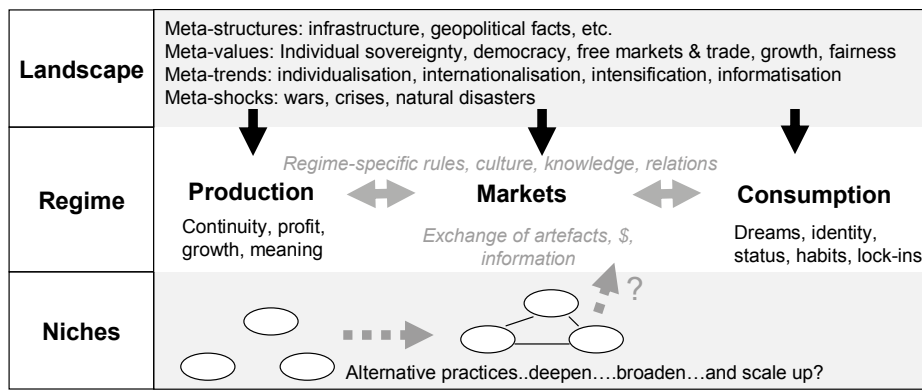 Landscape
Meta-structures: infrastructure, geopolitical facts, etc.
Meta-values: Individual sovereignty, democracy, free markets & trade, growth, fairness
Meta-trends: individualisation, internationalisation, intensification, informatisation
Meta-shocks: wars, crises, natural disasters
Regime
Regime-specific rules, culture, knowledge, relations
Production
Markets
Consumption
Continuity, profit,
growth, meaning
Exchange of artefacts, $,
information
Dreams, identity,
status, habits, lock-ins
Niches
?
Alternative practices..deepen….broaden…and scale up?